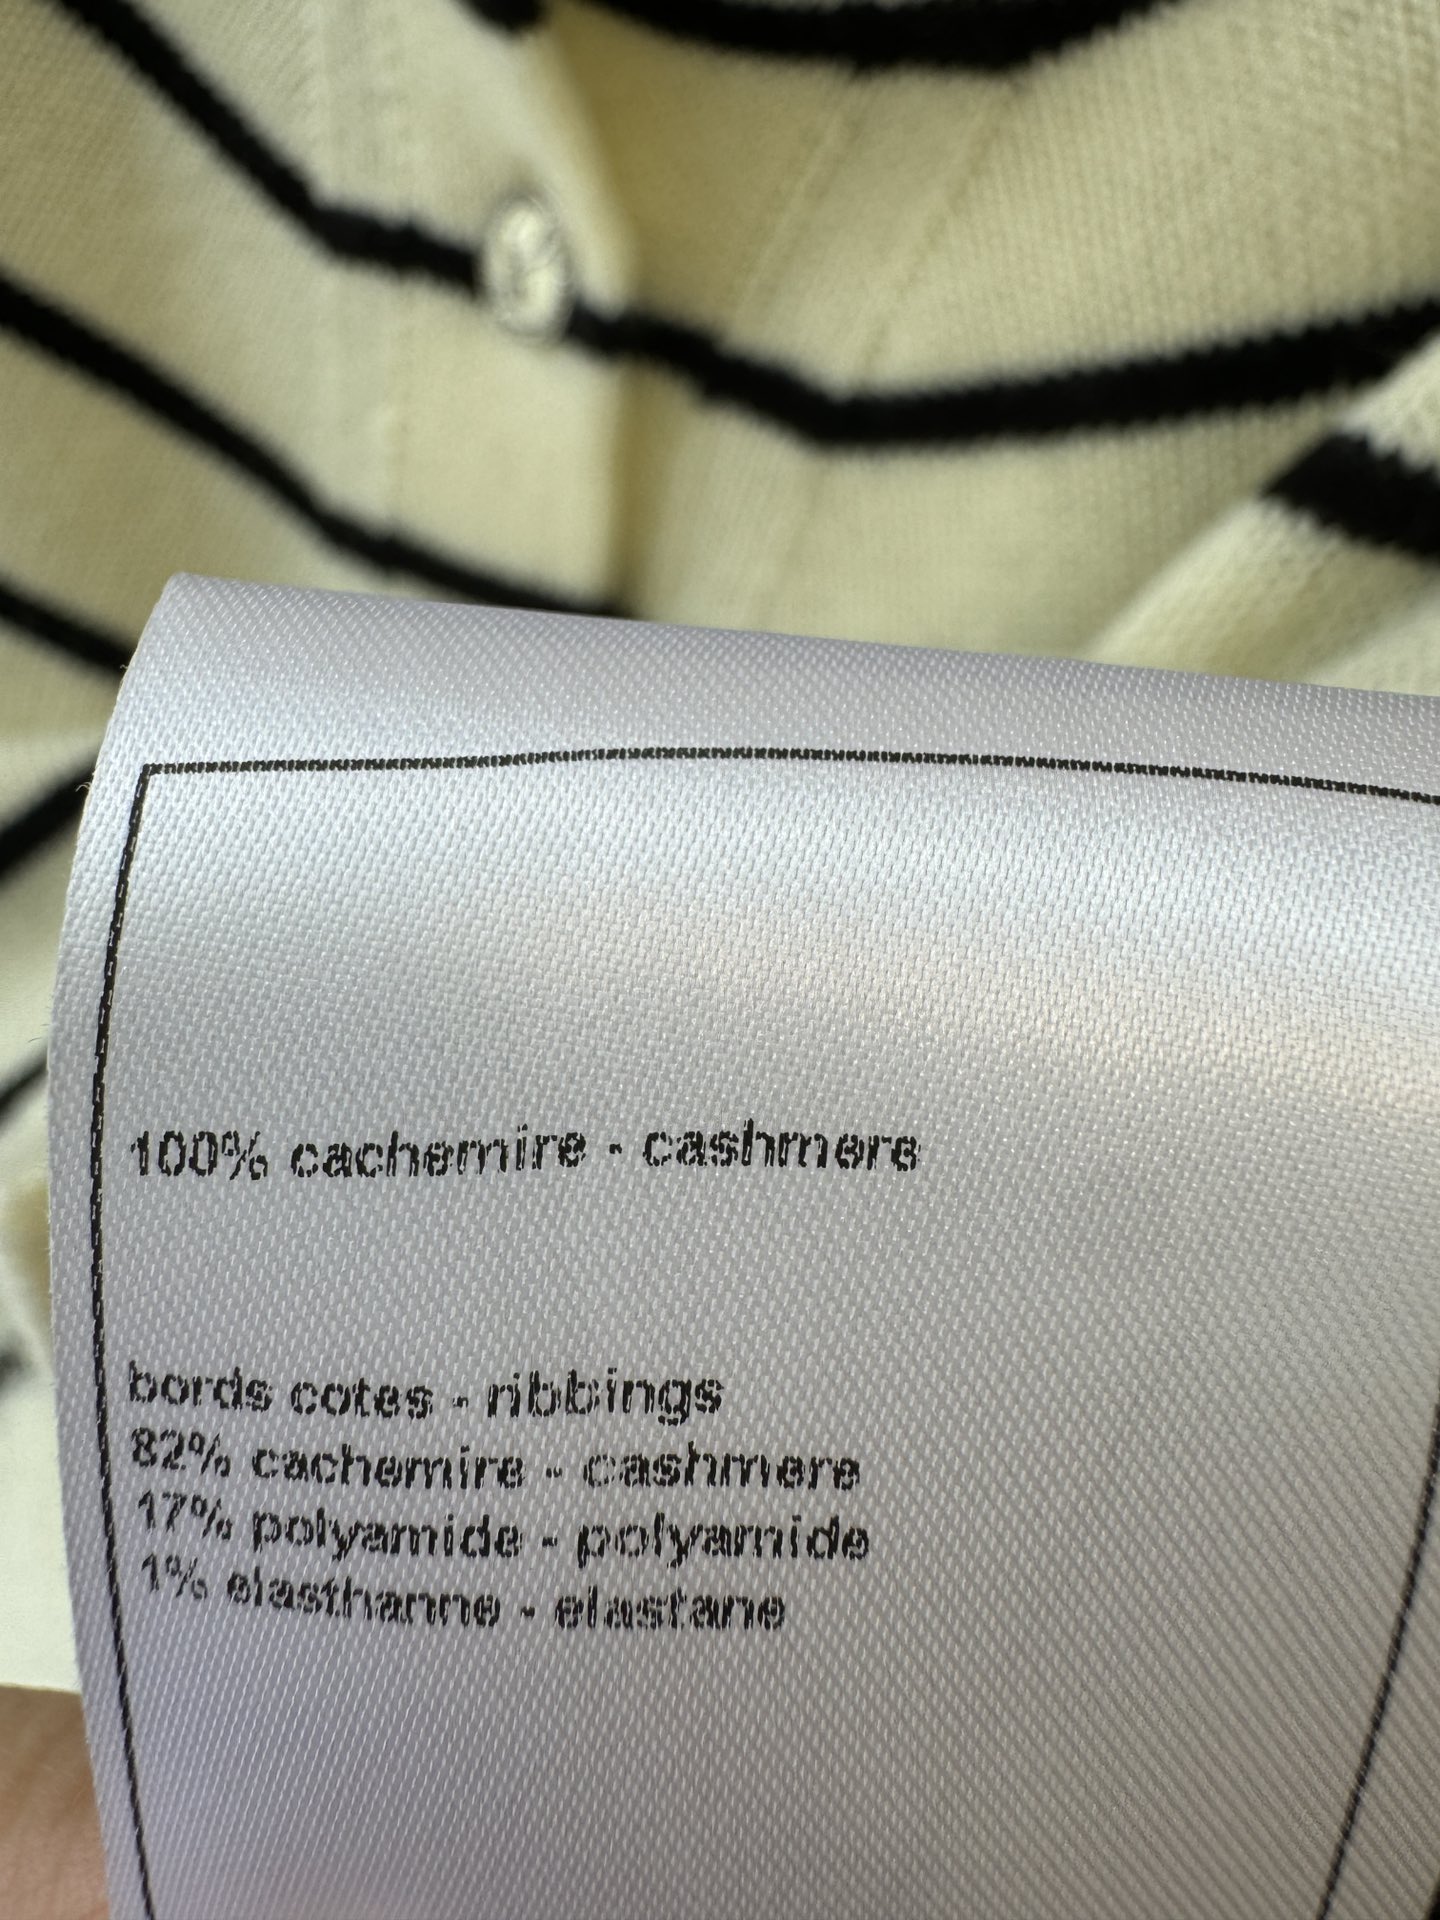 100% cachemire - cashmere
bords cotes - ribbings
82% cachemire - cashmere
17% polyamide - polyamide
1% elasthanne - elastane